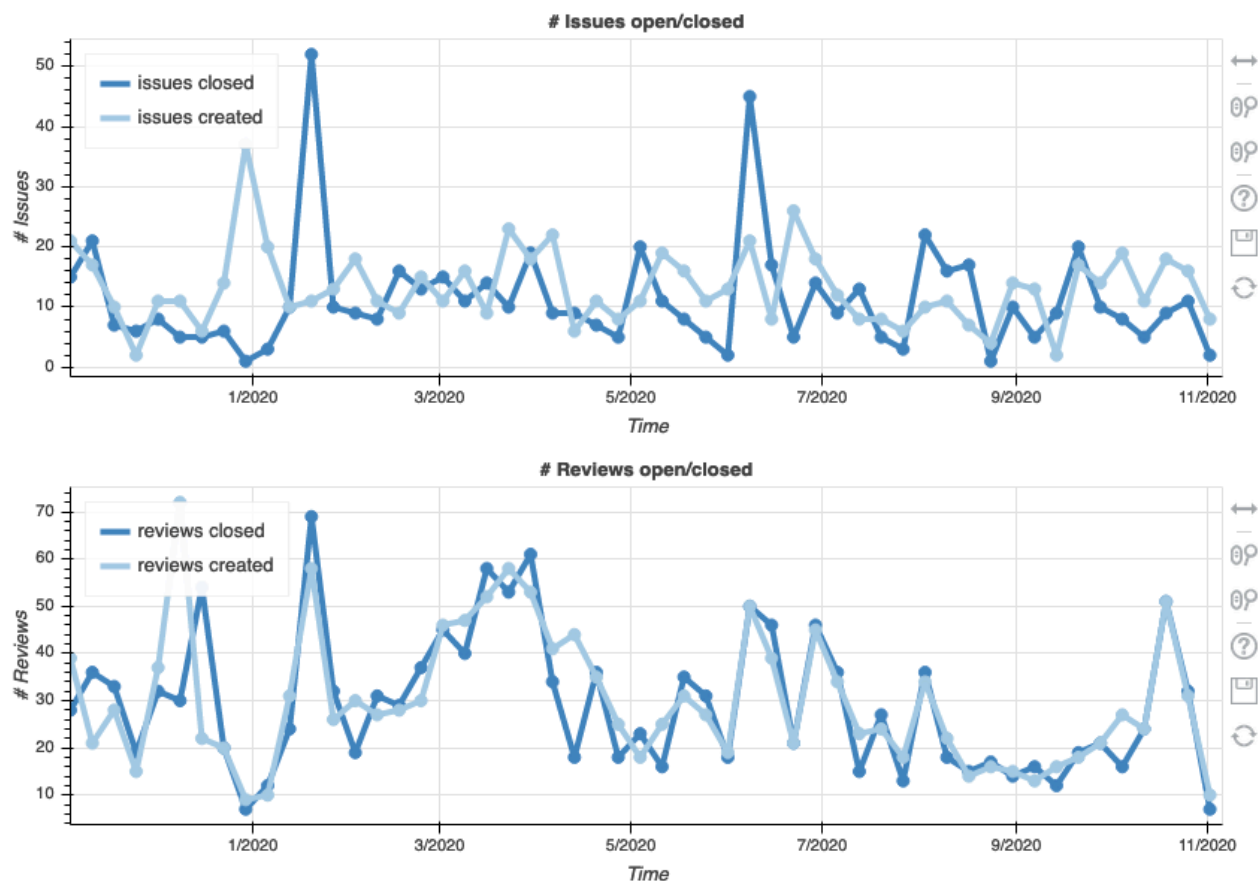 # Issues open/closed
50
40
30
20
10
0
# Issues
issues closed
issues created
1/2020
3/2020
5/2020
7/2020
9/2020
11/2020
Time
# Reviews open/closed
70
60
50
40
30
20
10
# Reviews
reviews closed
reviews created
1/2020
3/2020
5/2020
7/2020
9/2020
11/2020
Time